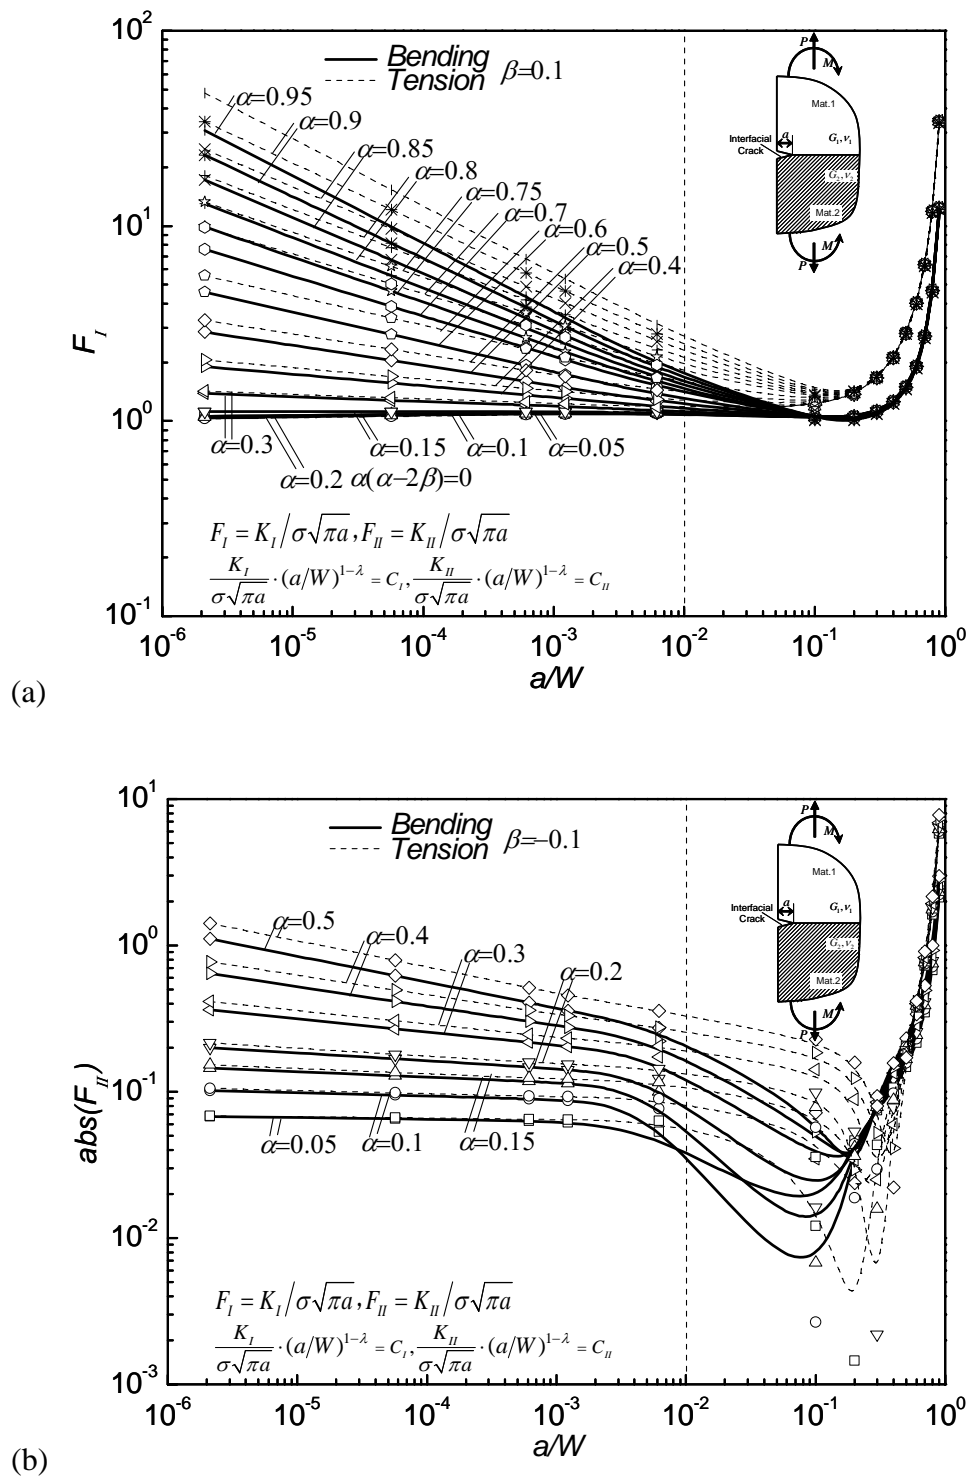 10²
Bending
Tension β=0.1
α=0.95
α=0.9
α=0.85
α=0.8
α=0.75
α=0.7
α=0.6
α=0.5
α=0.4
P
M
Mat.1
G₁,ν₁
a
Interfacial
Crack
G₂,ν₂
Mat.2
P
M
10¹
F_I
10⁰
α=0.3
α=0.15
α=0.1
α=0.05
α=0.2 α(α−2β)=0
F_I = K_I/σ√πa, F_II = K_II/σ√πa
K_I/σ√πa · (a/W)^1−λ = C_I, K_II/σ√πa · (a/W)^1−λ = C_II
10⁻¹
10⁻⁶ 10⁻⁵ 10⁻⁴ 10⁻³ 10⁻² 10⁻¹ 10⁰
a/W
(a)
10¹
Bending
Tension β=−0.1
α=0.5
α=0.4
α=0.3
α=0.2
P
M
Mat.1
G₁,ν₁
a
Interfacial
Crack
G₂,ν₂
Mat.2
P
M
10⁰
abs(F_II)
10⁻¹
α=0.05
α=0.1
α=0.15
10⁻²
F_I = K_I/σ√πa, F_II = K_II/σ√πa
K_I/σ√πa · (a/W)^1−λ = C_I, K_II/σ√πa · (a/W)^1−λ = C_II
10⁻³
10⁻⁶ 10⁻⁵ 10⁻⁴ 10⁻³ 10⁻² 10⁻¹ 10⁰
a/W
(b)